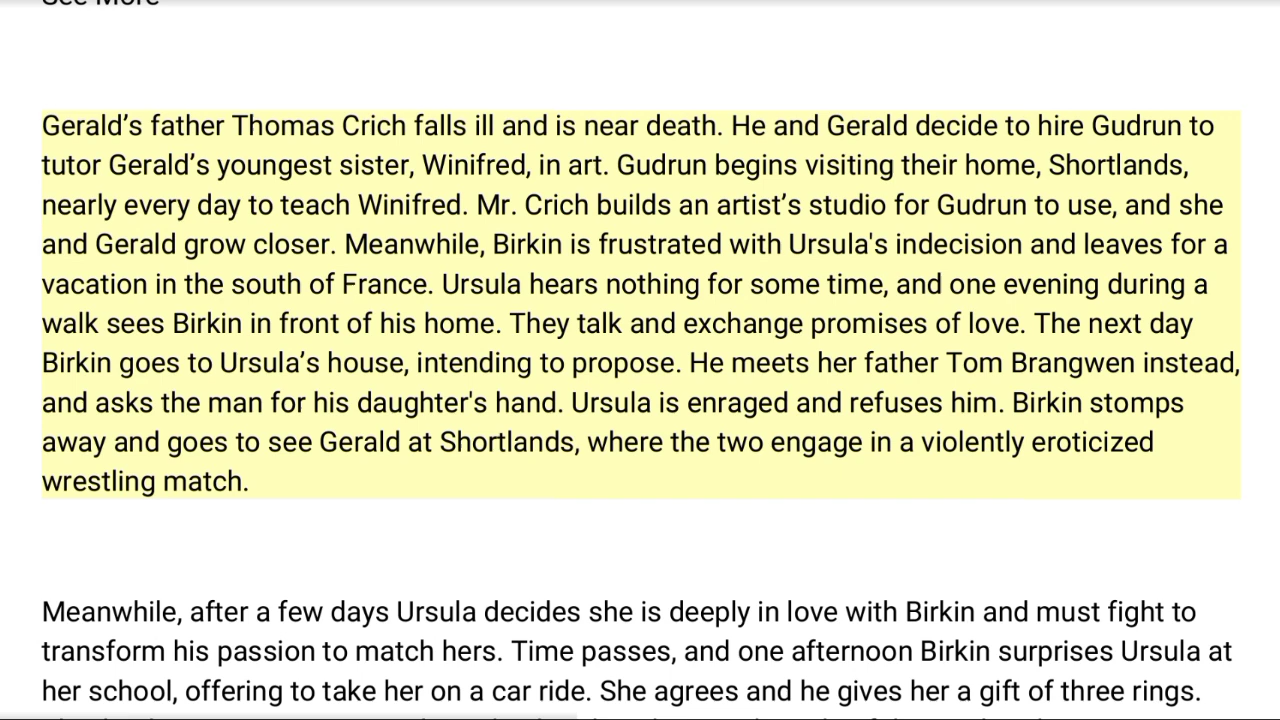 See More
Gerald’s father Thomas Crich falls ill and is near death. He and Gerald decide to hire Gudrun to
tutor Gerald’s youngest sister, Winifred, in art. Gudrun begins visiting their home, Shortlands,
nearly every day to teach Winifred. Mr. Crich builds an artist’s studio for Gudrun to use, and she
and Gerald grow closer. Meanwhile, Birkin is frustrated with Ursula's indecision and leaves for a
vacation in the south of France. Ursula hears nothing for some time, and one evening during a
walk sees Birkin in front of his home. They talk and exchange promises of love. The next day
Birkin goes to Ursula’s house, intending to propose. He meets her father Tom Brangwen instead,
and asks the man for his daughter's hand. Ursula is enraged and refuses him. Birkin stomps
away and goes to see Gerald at Shortlands, where the two engage in a violently eroticized
wrestling match.
Meanwhile, after a few days Ursula decides she is deeply in love with Birkin and must fight to
transform his passion to match hers. Time passes, and one afternoon Birkin surprises Ursula at
her school, offering to take her on a car ride. She agrees and he gives her a gift of three rings.